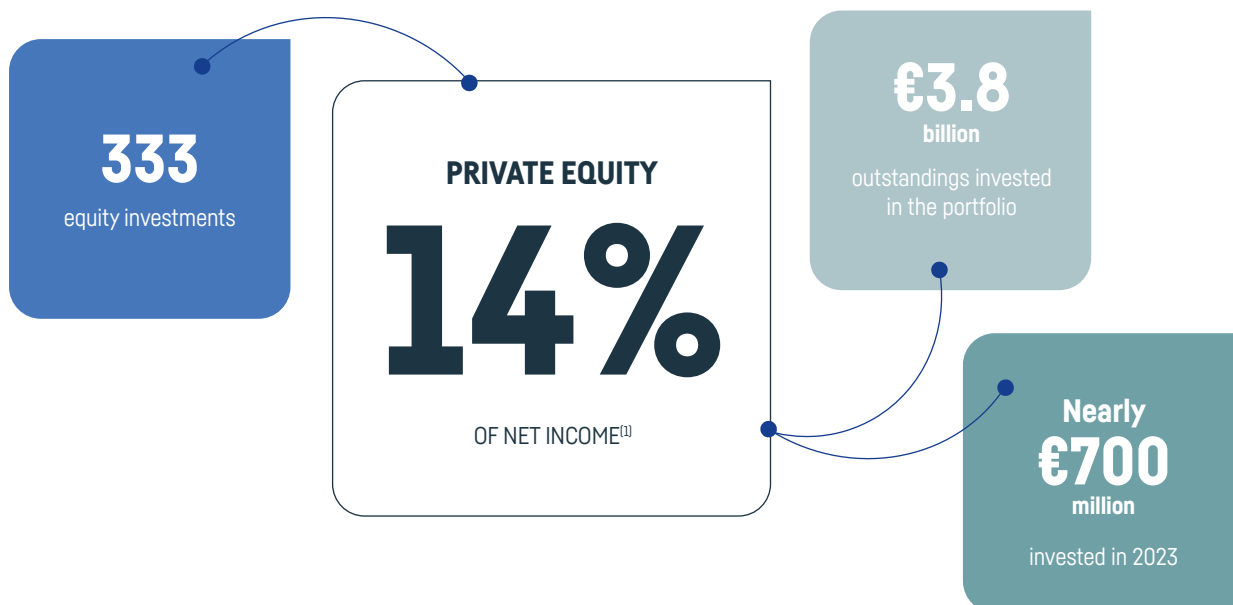 333
equity investments
PRIVATE EQUITY
14%
OF NET INCOME(1)
€3.8
billion
outstandings invested
in the portfolio
Nearly
€700
million
invested in 2023